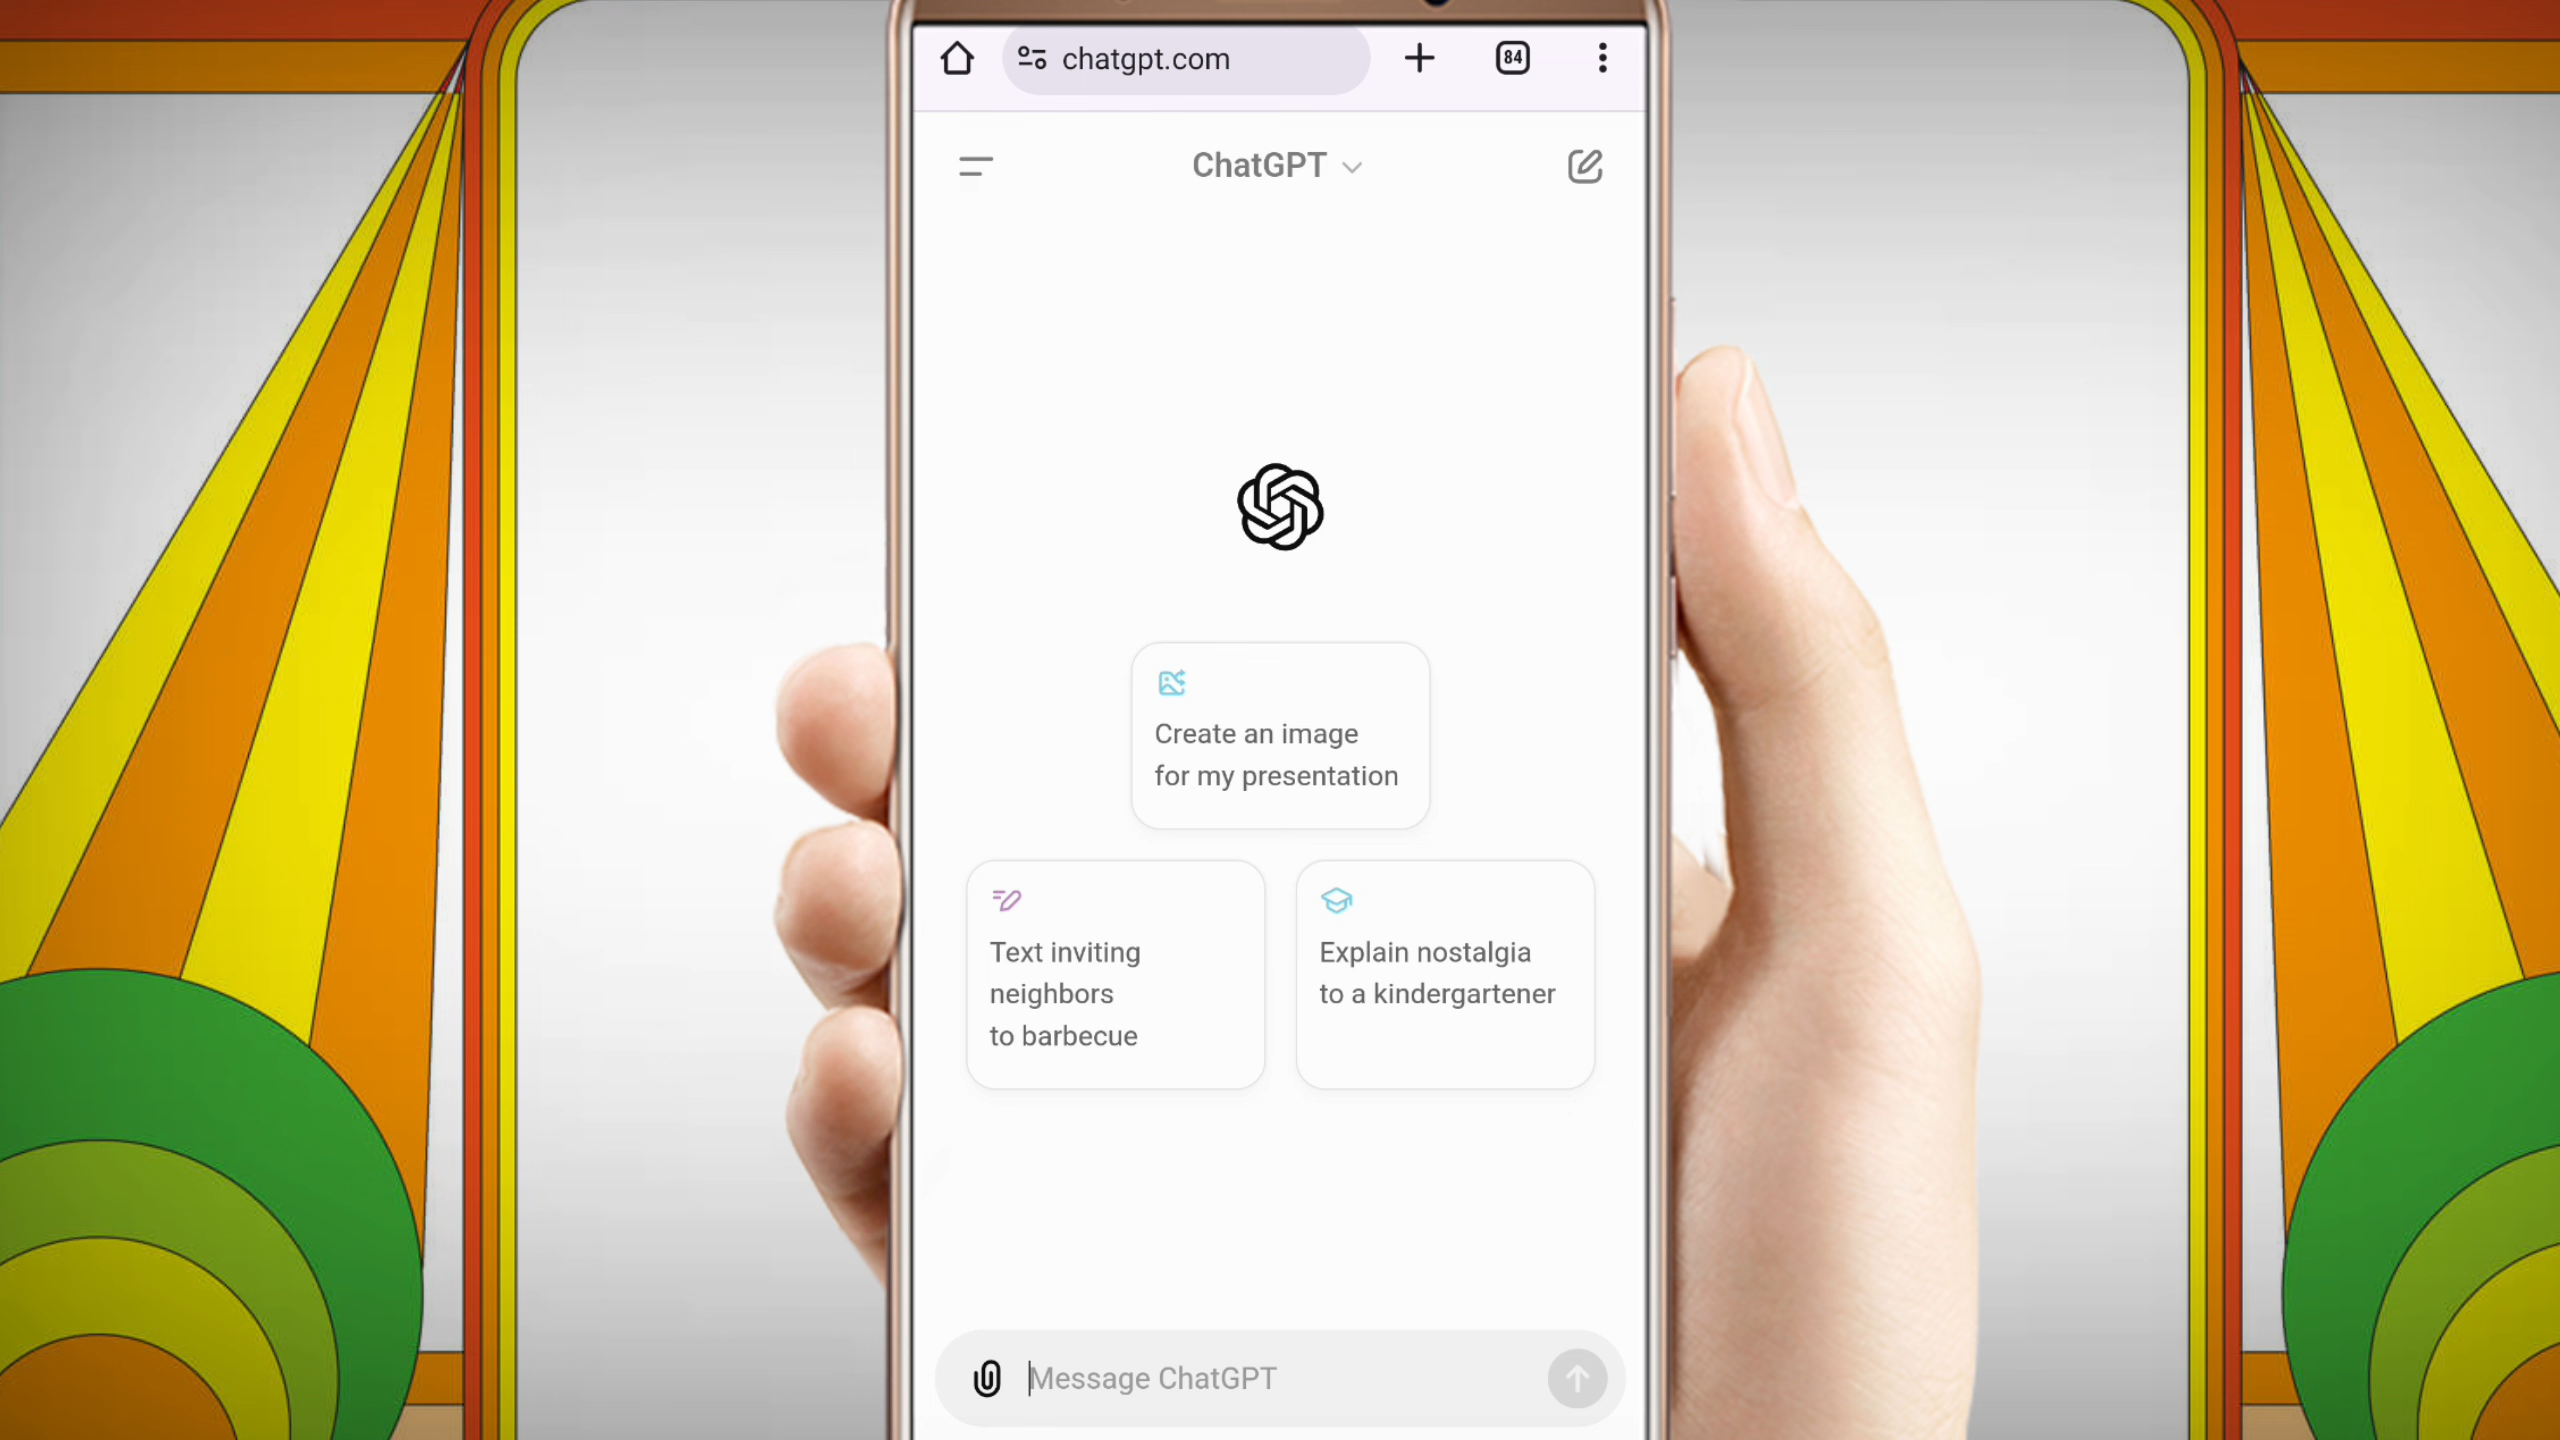 chatgpt.com
84
ChatGPT
Create an image
for my presentation
Text inviting
neighbors
to barbecue
Explain nostalgia
to a kindergartener
Message ChatGPT